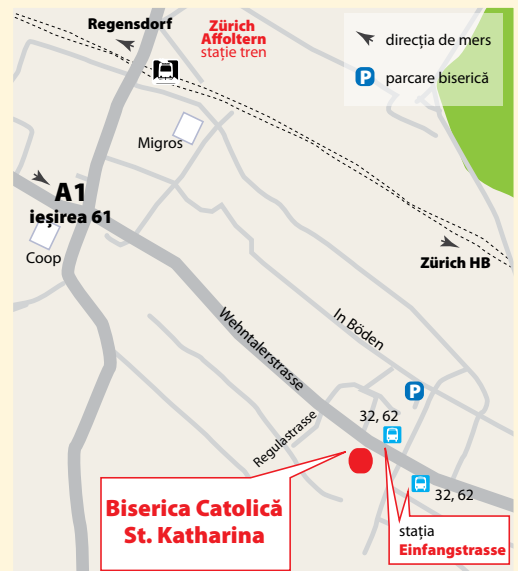 Regensdorf
Zürich
Affoltern
stație tren
direcția de mers
P
parcare biserică
Migros
A1
ieșirea 61
Coop
Zürich HB
Wehntalerstrasse
In Böden
P
32, 62
Regulastrasse
32, 62
Biserica Catolică
St. Katharina
stația
Einfangstrasse